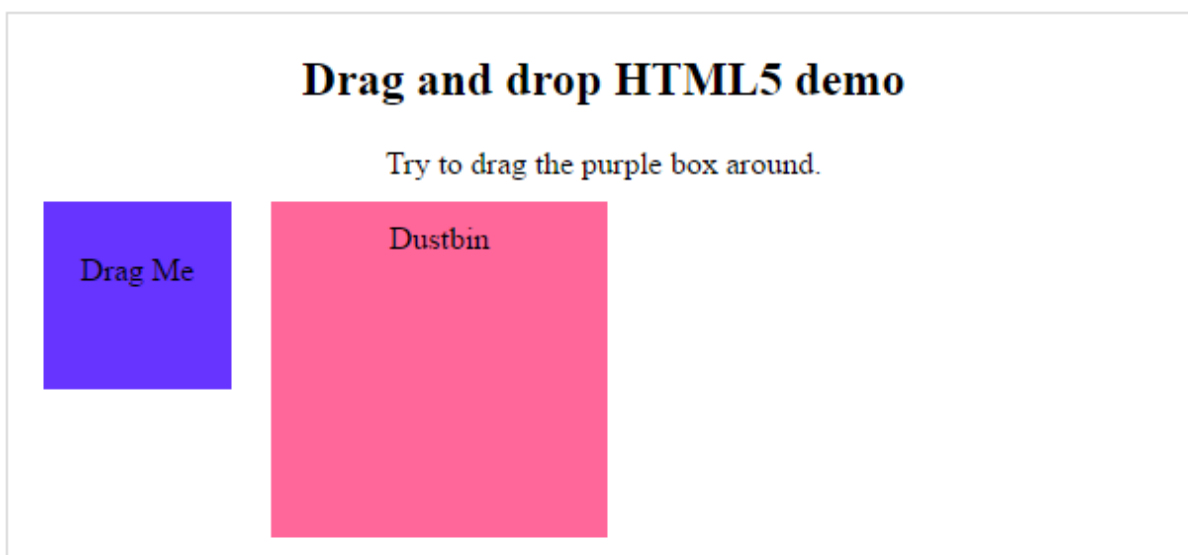 Drag and drop HTML5 demo
Try to drag the purple box around.
Drag Me
Dustbin